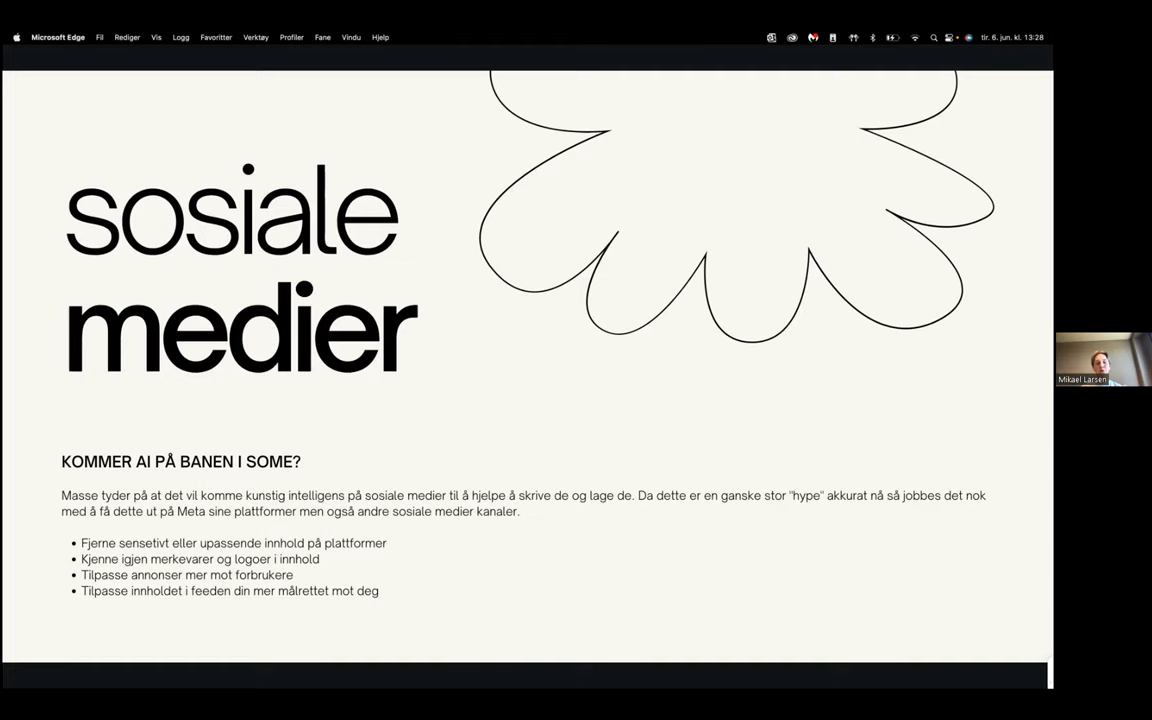 Microsoft Edge Fil Rediger Vis Logg Favoritter Verktøy Profiler Fane Vindu Hjelp tir. 6. jun. kl. 13:28
sosiale
medier
KOMMER AI PÅ BANEN I SOME?
Masse tyder på at det vil komme kunstig intelligens på sosiale medier til å hjelpe å skrive de og lage de. Da dette er en ganske stor "hype" akkurat nå så jobbes det nok
med å få dette ut på Meta sine plattformer men også andre sosiale medier kanaler.
• Fjerne sensetivt eller upassende innhold på plattformer
• Kjenne igjen merkevarer og logoer i innhold
• Tilpasse annonser mer mot forbrukere
• Tilpasse innholdet i feeden din mer målrettet mot deg
Mikael Larsen